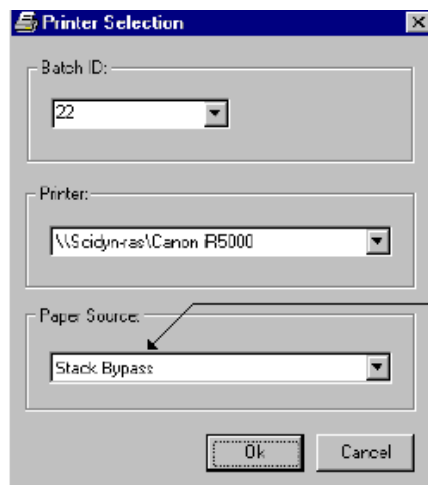 Printer Selection
Batch ID:
22
Printer:
\\Scidyn-ras\Canon iR5000
Paper Source:
Stack Bypass
Ok
Cancel